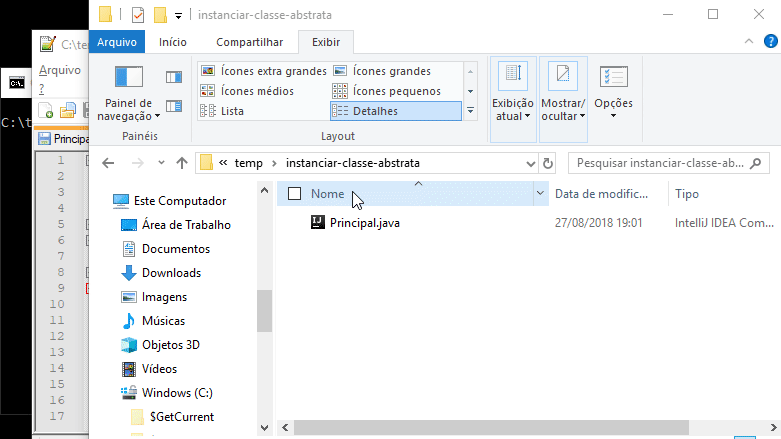 instanciar-classe-abstrata
C:\te
Arquivo Início Compartilhar Exibir
Arquivo
?
C:\t
Ícones extra grandes Ícones grandes
Ícones médios Ícones pequenos
Lista Detalhes
Painel de navegação
Exibição atual
Mostrar/ ocultar
Opções
Painéis Layout
Principa
« temp instanciar-classe-abstrata
Pesquisar instanciar-classe-ab...
Nome Data de modific... Tipo
Principal.java 27/08/2018 19:01 IntelliJ IDEA Com...
Este Computador
Área de Trabalho
Documentos
Downloads
Imagens
Músicas
Objetos 3D
Vídeos
Windows (C:)
$GetCurrent
1
2
3
4
5
6
7
8
9
10
11
12
13
14
15
16
17